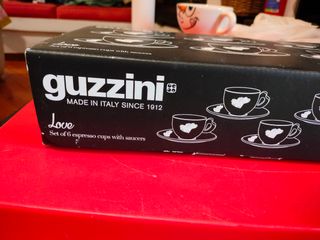 guzzini
MADE IN ITALY SINCE 1912
Love
Set of 6 espresso cups with saucers